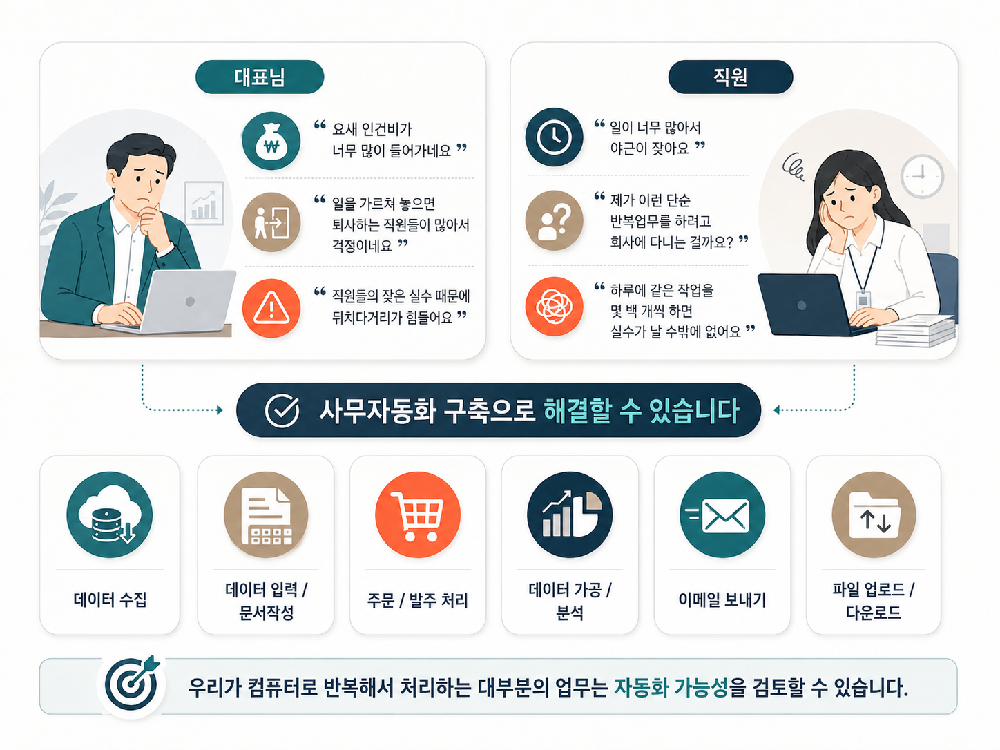 대표님
“ 요새 인건비가
너무 많이 들어가네요 ”
“ 일을 가르쳐 놓으면
퇴사하는 직원들이 많아서
걱정이네요 ”
“ 직원들의 잦은 실수 때문에
뒤치다거리가 힘들어요 ”
직원
“ 일이 너무 많아서
야근이 잦아요 ”
“ 제가 이런 단순
반복업무를 하려고
회사에 다니는 걸까요? ”
“ 하루에 같은 작업을
몇 백 개씩 하면
실수가 날 수밖에 없어요 ”
사무자동화 구축으로 해결할 수 있습니다
데이터 수집
데이터 입력 /
문서작성
주문 / 발주 처리
데이터 가공 /
분석
이메일 보내기
파일 업로드 /
다운로드
우리가 컴퓨터로 반복해서 처리하는 대부분의 업무는 자동화 가능성을 검토할 수 있습니다.